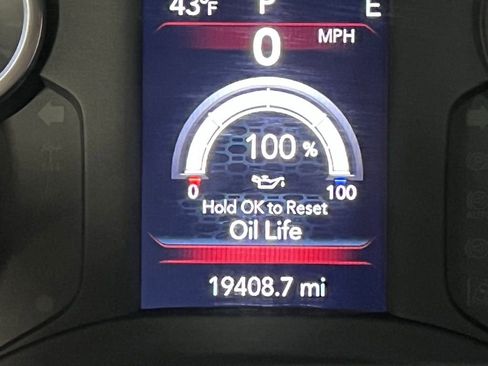 43°F P E
0 MPH
100 %
0 100
Hold OK to Reset
Oil Life
19408.7 mi